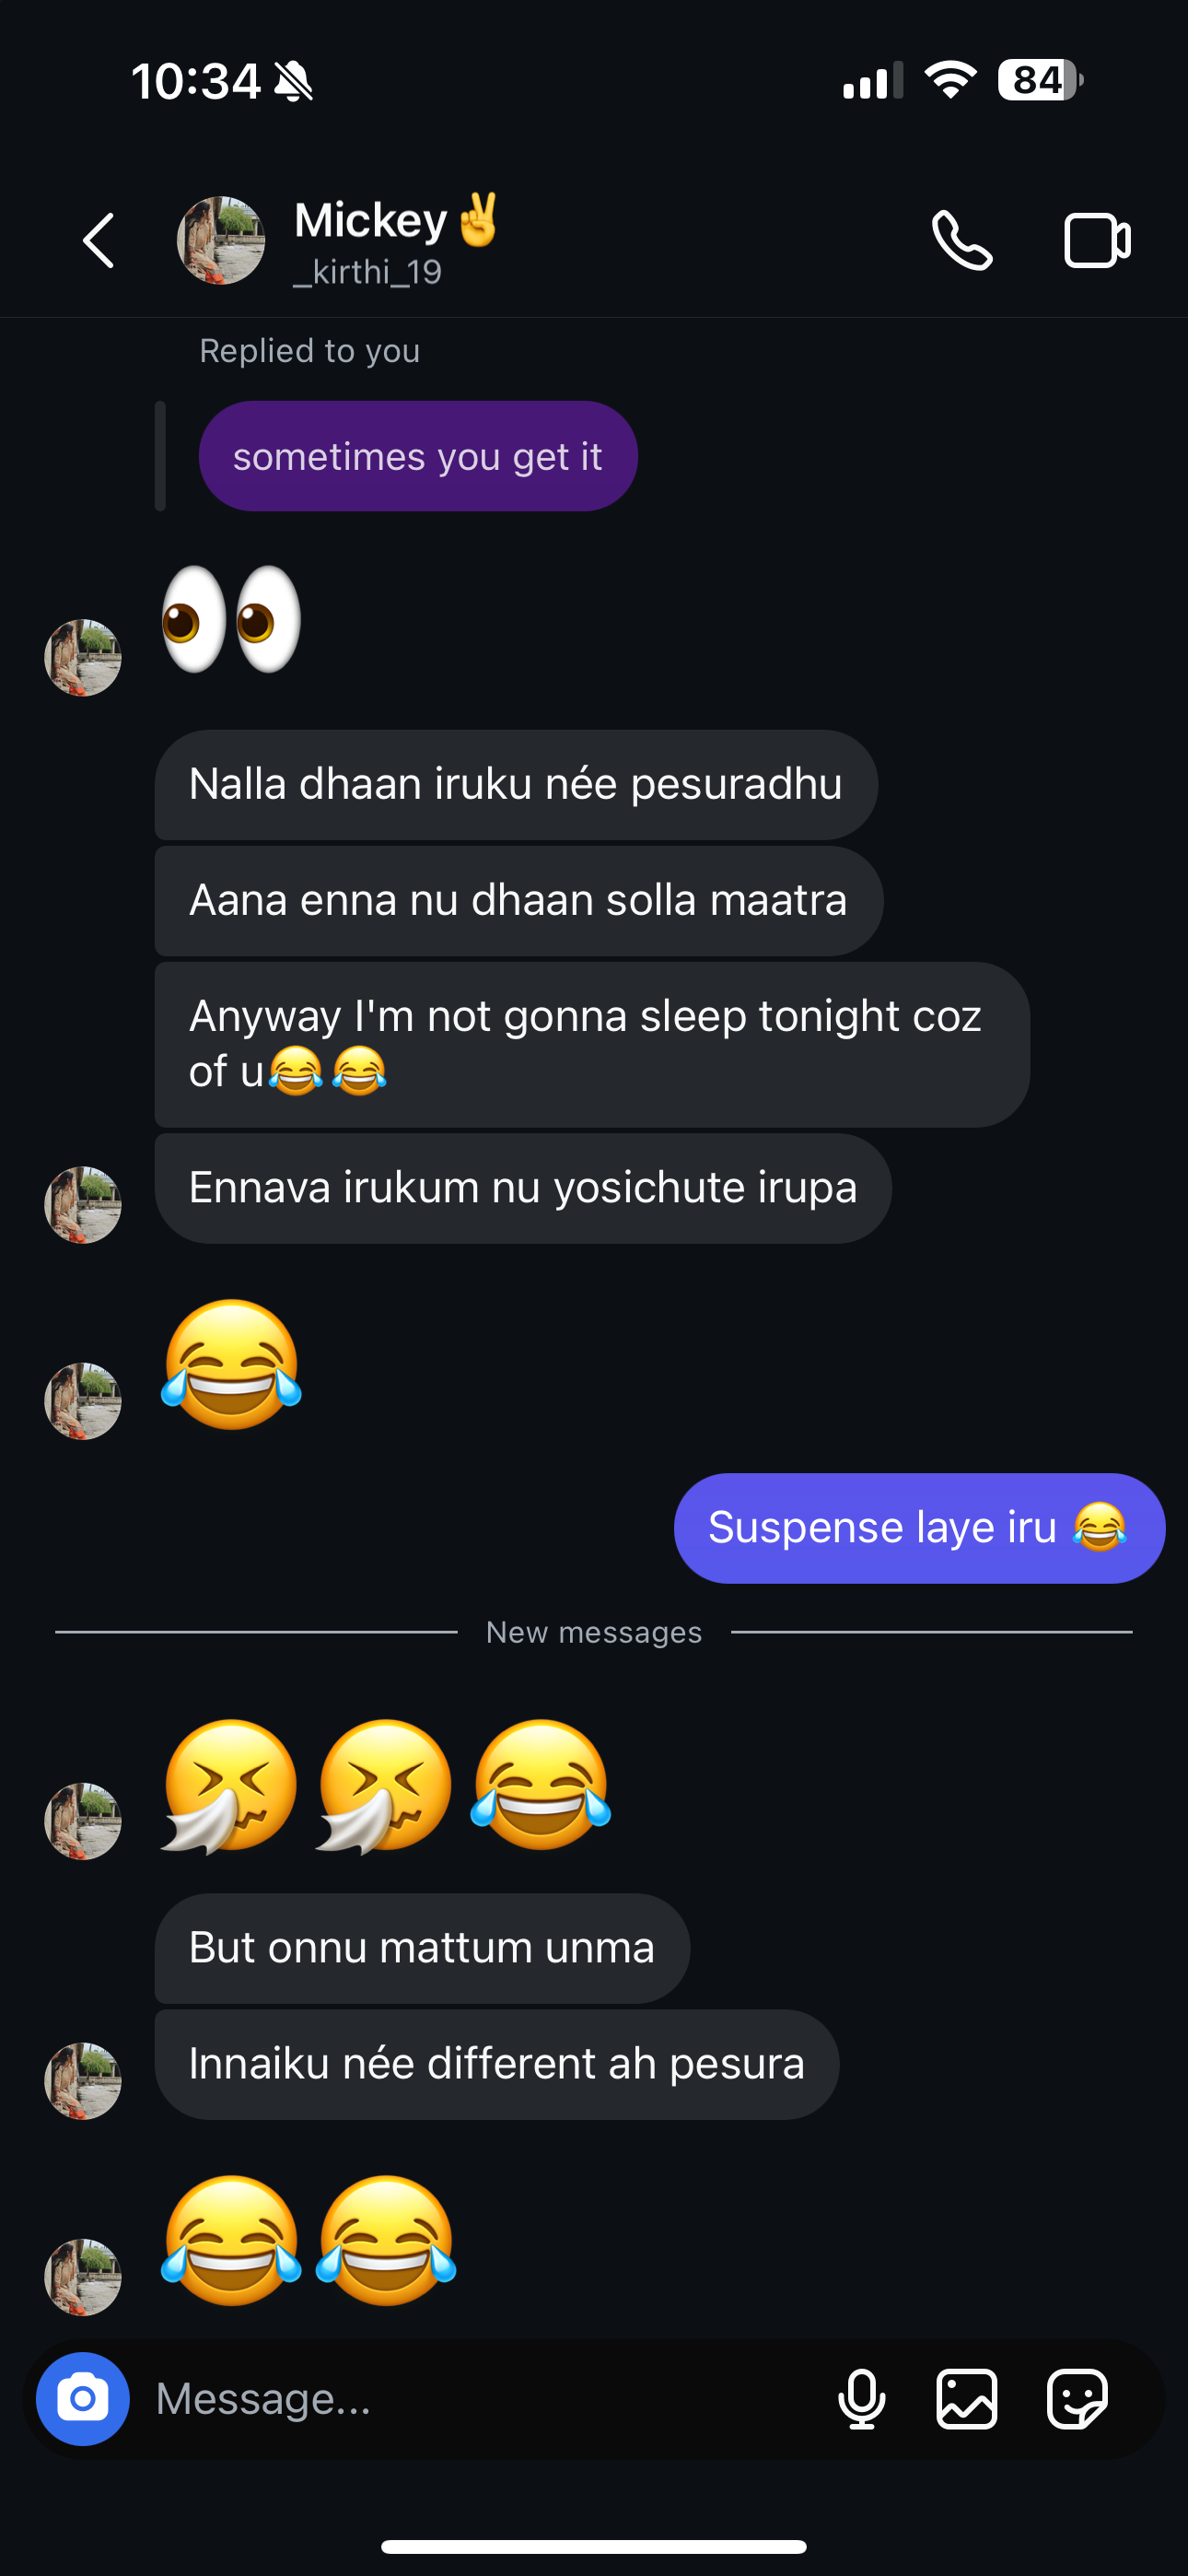 10:34
84
Mickey✌️
_kirthi_19
Replied to you
sometimes you get it
👀
Nalla dhaan iruku née pesuradhu
Aana enna nu dhaan solla maatra
Anyway I'm not gonna sleep tonight coz
of u😂😂
Ennava irukum nu yosichute irupa
😂
Suspense laye iru 😂
New messages
🤧🤧😂
But onnu mattum unma
Innaiku née different ah pesura
😂😂
Message...